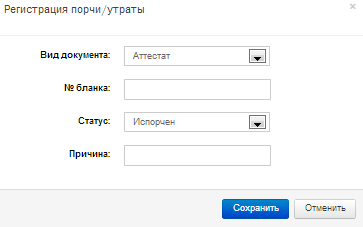 Регистрация порчи/утраты
Вид документа: Аттестат
№ бланка:
Статус: Испорчен
Причина:
Сохранить Отменить